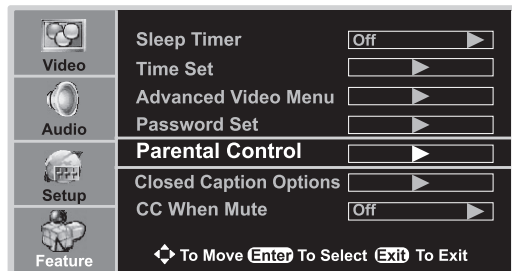 Video
Audio
Setup
Feature
Sleep Timer Off
Time Set
Advanced Video Menu
Password Set
Parental Control
Closed Caption Options
CC When Mute Off
To Move Enter To Select Exit To Exit